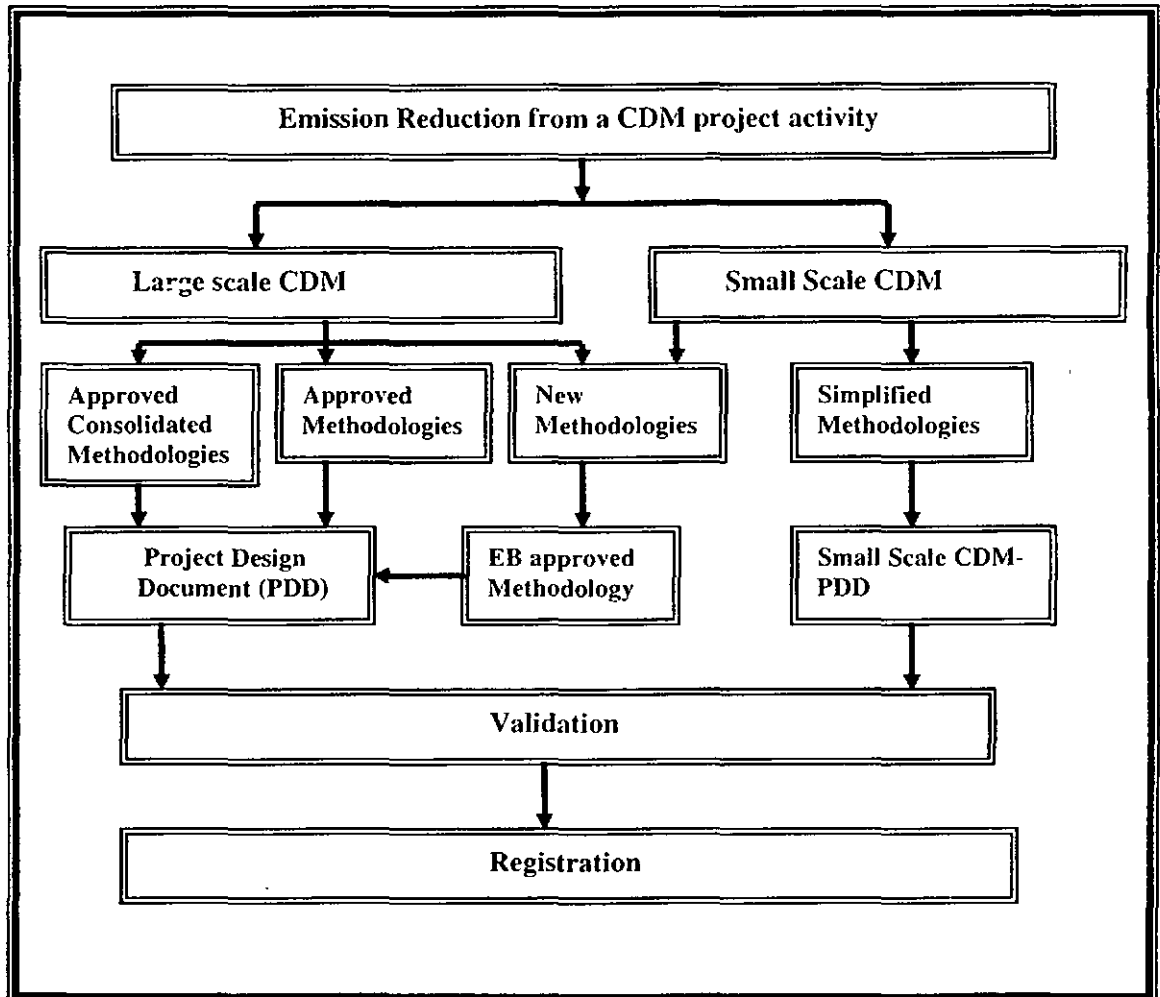 Emission Reduction from a CDM project activity
Large scale CDM
Small Scale CDM
Approved
Consolidated
Methodologies
Approved
Methodologies
New
Methodologies
Simplified
Methodologies
Project Design
Document (PDD)
EB approved
Methodology
Small Scale CDM-
PDD
Validation
Registration